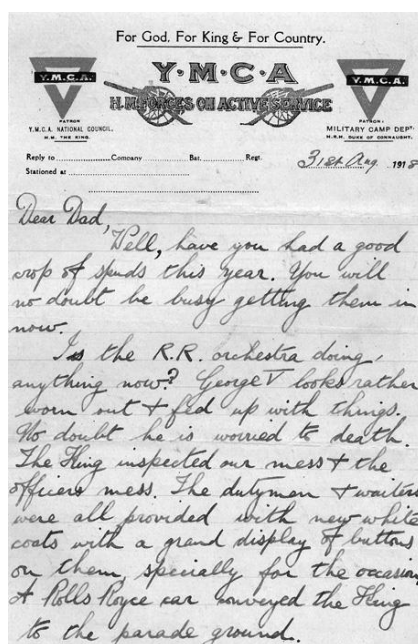 For God, For King & For Country.
Y.M.C.A.
Y·M·C·A
Y.M.C.A.
H.M. FORCES ON ACTIVE SERVICE
PATRON
Y.M.C.A. NATIONAL COUNCIL.
H.M. THE KING.
PATRON
MILITARY CAMP DEPT.
H.R.H. DUKE OF CONNAUGHT.
Reply to Company Bat. Regt. 31st Aug 1918
Stationed at
Dear Dad,
Well, have you had a good
crop of spuds this year. You will
no doubt be busy getting them in
now.
Is the R.R. orchestra doing,
anything now? George V looks rather
worn out & fed up with things.
No doubt he is worried to death.
The King inspected our mess & the
officers mess. The dutymen & waiters
were all provided with new white
coats with a grand display of buttons
on them, specially for the occasion,
A Rolls Royce car conveyed the King
to the parade ground.